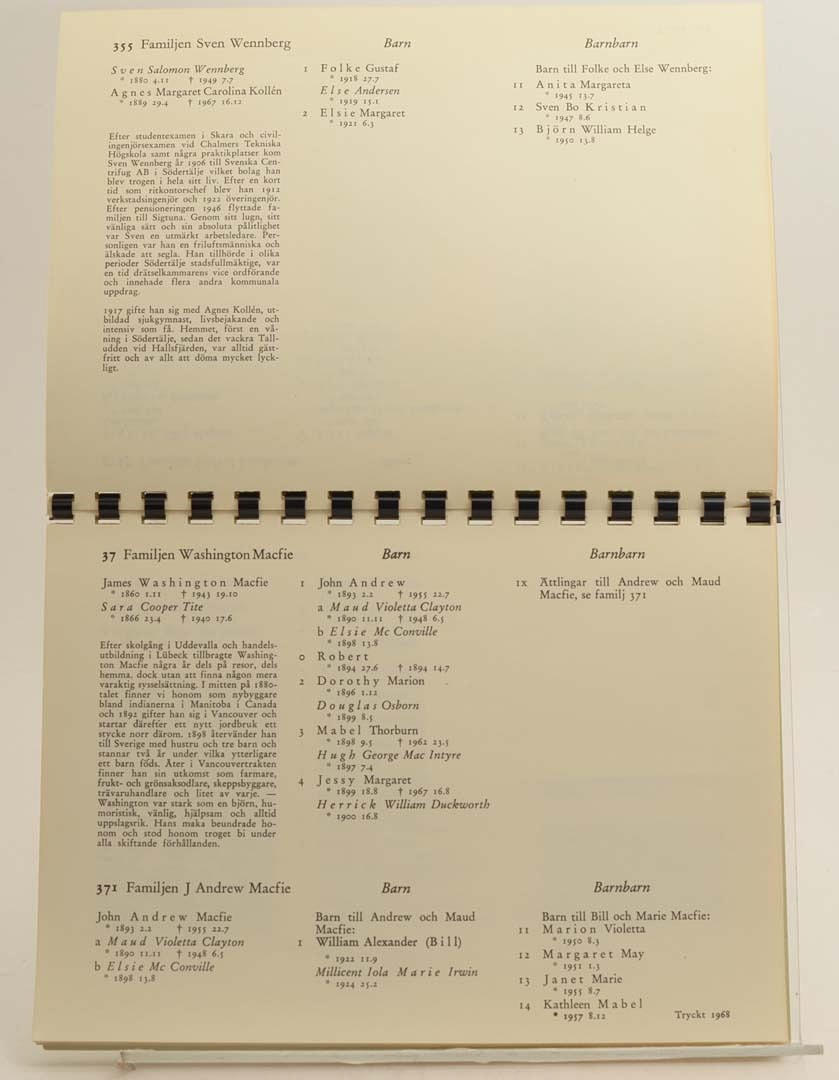 355 Familjen Sven Wennberg
Sven Salomon Wennberg
* 1880 4.11 † 1949 7.7
Agnes Margaret Carolina Kollén
* 1889 29.4 † 1967 16.12
Efter studentexamen i Skara och civil-
ingenjörsexamen vid Chalmers Tekniska
Högskola samt några praktikplatser kom
Sven Wennberg år 1906 till Svenska Cen-
trifug AB i Södertälje vilket bolag han
blev trogen i hela sitt liv. Efter en kort
tid som ritkontorschef blev han 1912
verkstadsingenjör och 1922 överingenjör.
Efter pensioneringen 1946 flyttade fa-
miljen till Sigtuna. Genom sitt lugn, sitt
vänliga sätt och sin absoluta pålitlighet
var Sven en utmärkt arbetsledare. Per-
sonligen var han en friluftsmänniska och
älskade att segla. Han tillhörde i olika
perioder Södertälje stadsfullmäktige, var
en tid drätselkammarens vice ordförande
och innehade flera andra kommunala
uppdrag.
1917 gifte han sig med Agnes Kollén, ut-
bildad sjukgymnast, livsbejakande och
intensiv som få. Hemmet, först en vå-
ning i Södertälje, sedan det vackra Tall-
udden vid Hallsfjärden, var alltid gäst-
fritt och av allt att döma mycket lyck-
ligt.
Barn
1 Folke Gustaf
* 1918 27.7
Else Andersen
* 1919 15.1
2 Elsie Margaret
* 1921 6.3
Barnbarn
Barn till Folke och Else Wennberg:
11 Anita Margareta
* 1945 13.7
12 Sven Bo Kristian
* 1947 8.6
13 Björn William Helge
* 1950 13.8
37 Familjen Washington Macfie
James Washington Macfie
* 1860 1.11 † 1943 19.10
Sara Cooper Tite
* 1866 23.4 † 1940 17.6
Efter skolgång i Uddevalla och handels-
utbildning i Lübeck tillbragte Washing-
ton Macfie några år dels på resor, dels
hemma. dock utan att finna någon mera
varaktig sysselsättning. I mitten på 1880-
talet finner vi honom som nybyggare
bland indianerna i Manitoba i Canada
och 1892 gifter han sig i Vancouver och
startar däreffer ett nytt jordbruk ett
stycke norr därom. 1898 återvänder han
till Sverige med hustru och tre barn och
stannar två år under vilka ytterligare
ett barn föds. Åter i Vancouvertrakten
finner han sin utkomst som farmare,
frukt- och grönsaksodlare, skeppsbyggare,
trävaruhandlare och litet av varje. —
Washington var stark som en björn, hu-
moristisk, vänlig, hjälpsam och alltid
uppslagsrik. Hans maka beundrade ho-
nom och stod honom troget bi under
alla skiftande förhållanden.
Barn
1 John Andrew
* 1893 2.2 † 1955 22.7
a Maud Violetta Clayton
* 1890 11.11 † 1948 6.5
b Elsie Mc Conville
* 1898 13.8
0 Robert
* 1894 27.6 † 1894 14.7
2 Dorothy Marion
* 1896 1.12
Douglas Osborn
* 1899 8.5
3 Mabel Thorburn
* 1898 9.5 † 1962 23.5
Hugh George Mac Intyre
* 1897 7.4
4 Jessy Margaret
* 1899 18.8 † 1967 16.8
Herrick William Duckworth
* 1900 16.8
Barnbarn
1x Ättlingar till Andrew och Maud
Macfie, se familj 371
371 Familjen J Andrew Macfie
John Andrew Macfie
* 1893 2.2 † 1955 22.7
a Maud Violetta Clayton
* 1890 11.11 † 1948 6.5
b Elsie Mc Conville
* 1898 13.8
Barn
Barn till Andrew och Maud
Macfie:
1 William Alexander (Bill)
* 1922 11.9
Millicent Iola Marie Irwin
* 1924 25.2
Barnbarn
Barn till Bill och Marie Macfie:
11 Marion Violetta
* 1950 8.3
12 Margaret May
* 1951 1.3
13 Janet Marie
* 1955 8.7
14 Kathleen Mabel
* 1957 8.12
Tryckt 1968